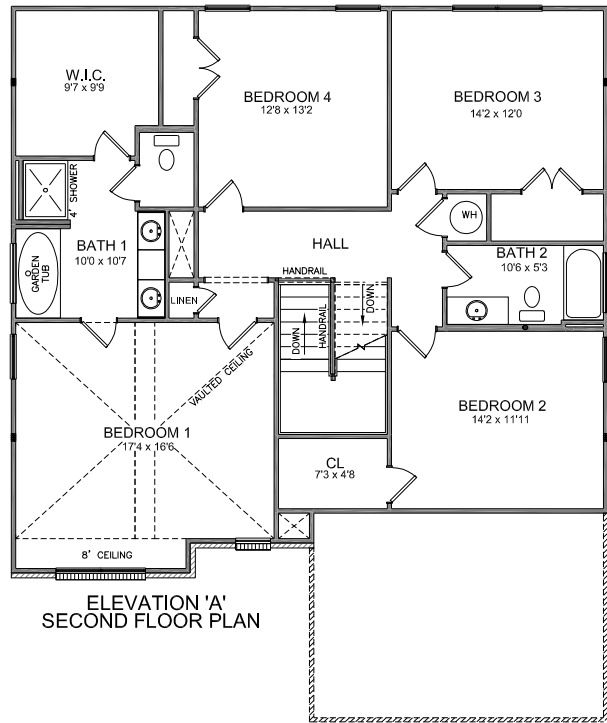 W.I.C.
9'7 x 9'9
BEDROOM 4
12'8 x 13'2
BEDROOM 3
14'2 x 12'0
4' SHOWER
WH
BATH 1
10'0 x 10'7
HALL
BATH 2
10'6 x 5'3
GARDEN
TUB
HANDRAIL
LINEN
DOWN
HANDRAIL
DOWN
VAULTED CEILING
BEDROOM 1
17'4 x 16'6
BEDROOM 2
14'2 x 11'11
CL
7'3 x 4'8
8' CEILING
ELEVATION 'A'
SECOND FLOOR PLAN